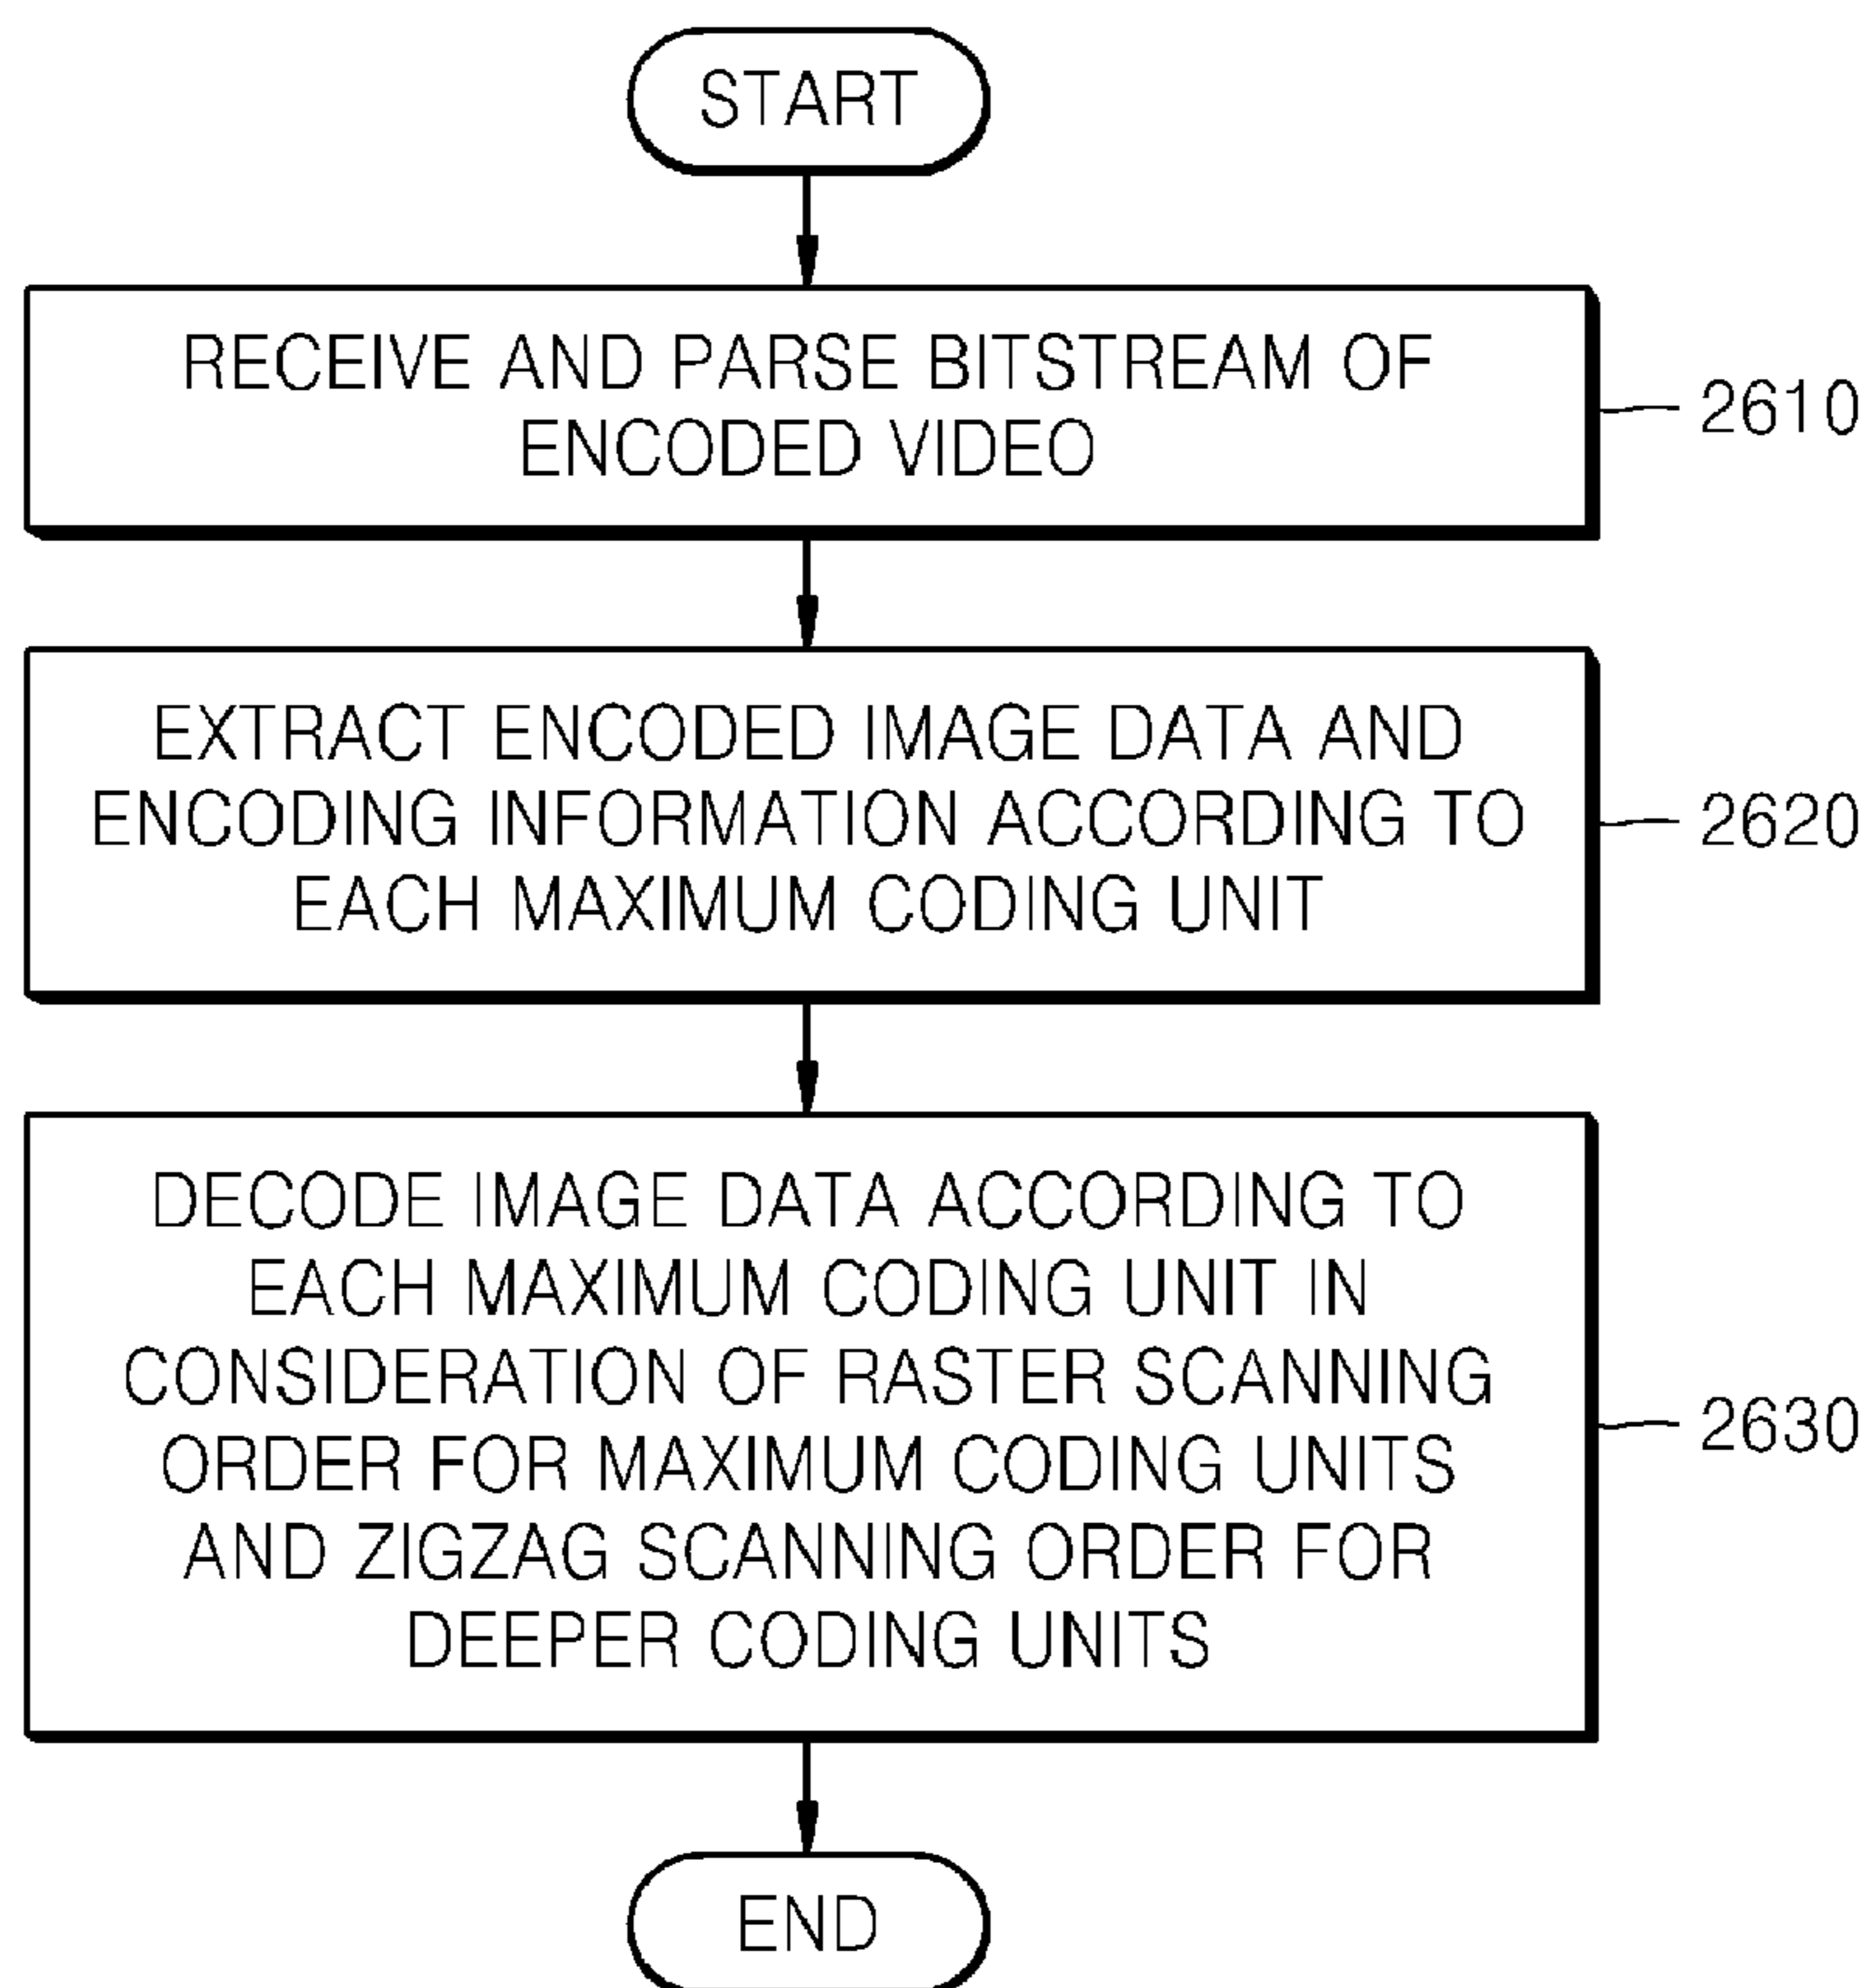 START
RECEIVE AND PARSE BITSTREAM OF
ENCODED VIDEO
2610
EXTRACT ENCODED IMAGE DATA AND
ENCODING INFORMATION ACCORDING TO
EACH MAXIMUM CODING UNIT
2620
DECODE IMAGE DATA ACCORDING TO
EACH MAXIMUM CODING UNIT IN
CONSIDERATION OF RASTER SCANNING
ORDER FOR MAXIMUM CODING UNITS
AND ZIGZAG SCANNING ORDER FOR
DEEPER CODING UNITS
2630
END